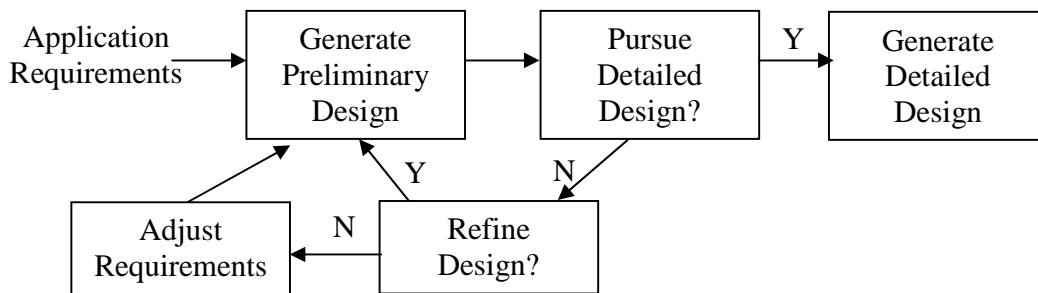 Application
Requirements
Generate
Preliminary
Design
Pursue
Detailed
Design?
Y
Generate
Detailed
Design
Y
N
Adjust
Requirements
N
Refine
Design?